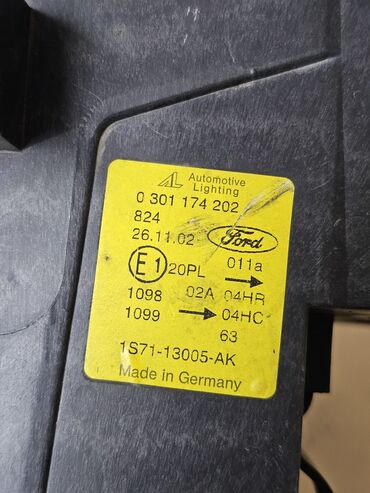 AL Automotive
Lighting
0 301 174 202
824
26.11.02 Ford
E1 20PL 011a
1098 02A 04HR
1099 04HC
63
1S71-13005-AK
Made in Germany